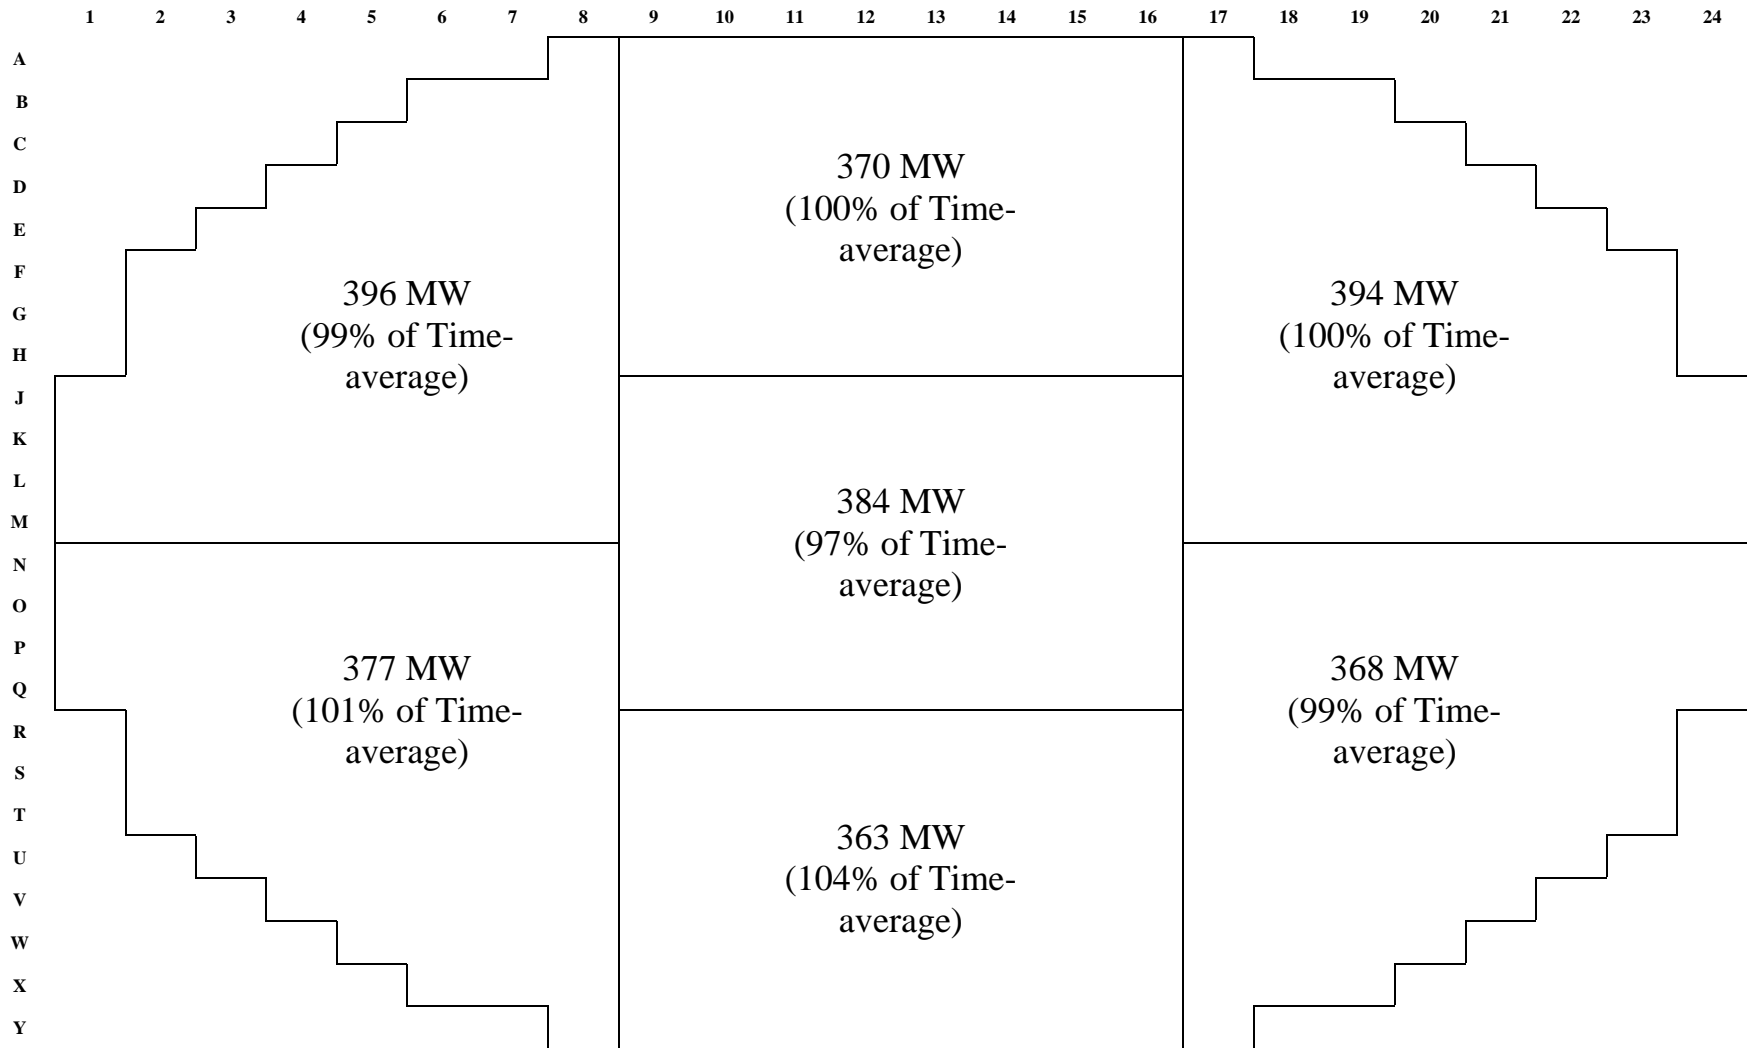 1 2 3 4 5 6 7 8 9 10 11 12 13 14 15 16 17 18 19 20 21 22 23 24
A
B
C
D
E
F
G
H
J
K
L
M
N
O
P
Q
R
S
T
U
V
W
X
Y
396 MW
(99% of Time-
average)
370 MW
(100% of Time-
average)
394 MW
(100% of Time-
average)
384 MW
(97% of Time-
average)
377 MW
(101% of Time-
average)
368 MW
(99% of Time-
average)
363 MW
(104% of Time-
average)